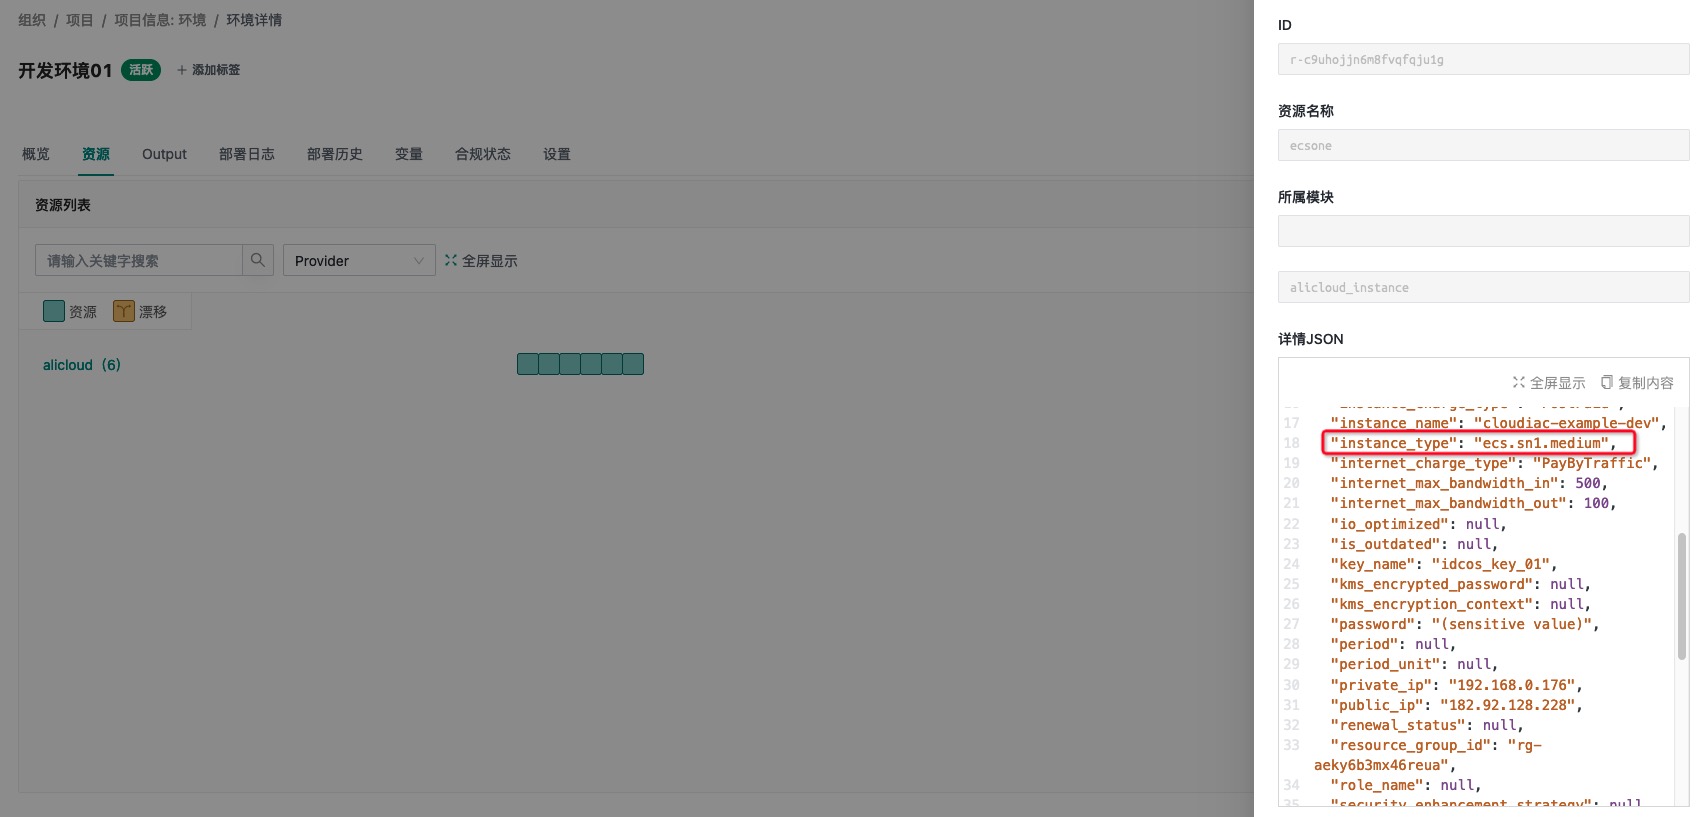 组织 / 项目 / 项目信息: 环境 / 环境详情
开发环境01 活跃 + 添加标签
概览 资源 Output 部署日志 部署历史 变量 合规状态 设置
资源列表
请输入关键字搜索 Provider 全屏显示
资源 漂移
alicloud (6)
ID
r-c9uhojjn6m8fvqfqju1g
资源名称
ecsone
所属模块
alicloud_instance
详情JSON
全屏显示 复制内容
17 "instance_name": "cloudiac-example-dev",
18 "instance_type": "ecs.sn1.medium",
19 "internet_charge_type": "PayByTraffic",
20 "internet_max_bandwidth_in": 500,
21 "internet_max_bandwidth_out": 100,
22 "io_optimized": null,
23 "is_outdated": null,
24 "key_name": "idcos_key_01",
25 "kms_encrypted_password": null,
26 "kms_encryption_context": null,
27 "password": "(sensitive value)",
28 "period": null,
29 "period_unit": null,
30 "private_ip": "192.168.0.176",
31 "public_ip": "182.92.128.228",
32 "renewal_status": null,
33 "resource_group_id": "rg-
aeky6b3mx46reua",
34 "role_name": null,
35 "security_enhancement_strategy": null